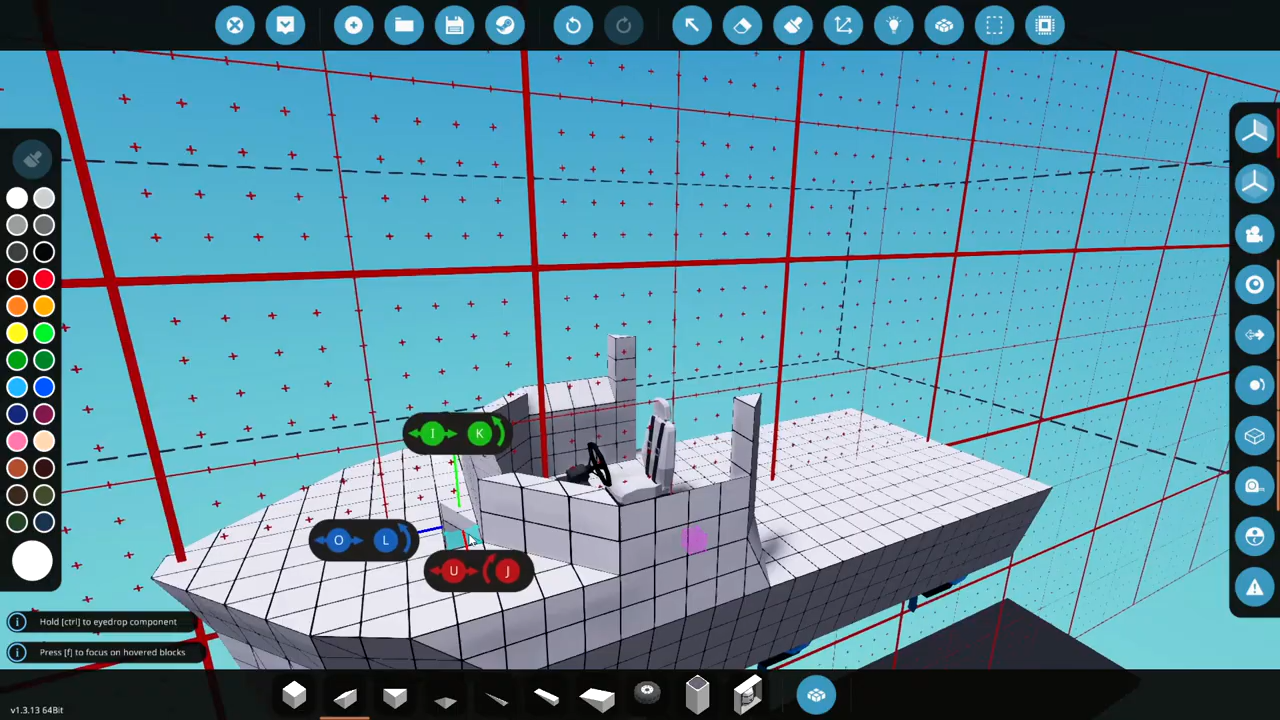 I K
O L
U J
Hold [ctrl] to eyedrop component
Press [f] to focus on hovered blocks
v1.3.13 64Bit